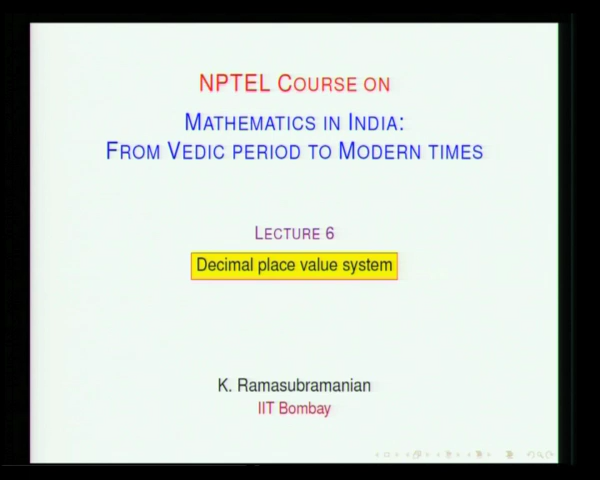 NPTEL COURSE ON
MATHEMATICS IN INDIA:
FROM VEDIC PERIOD TO MODERN TIMES
LECTURE 6
Decimal place value system
K. Ramasubramanian
IIT Bombay